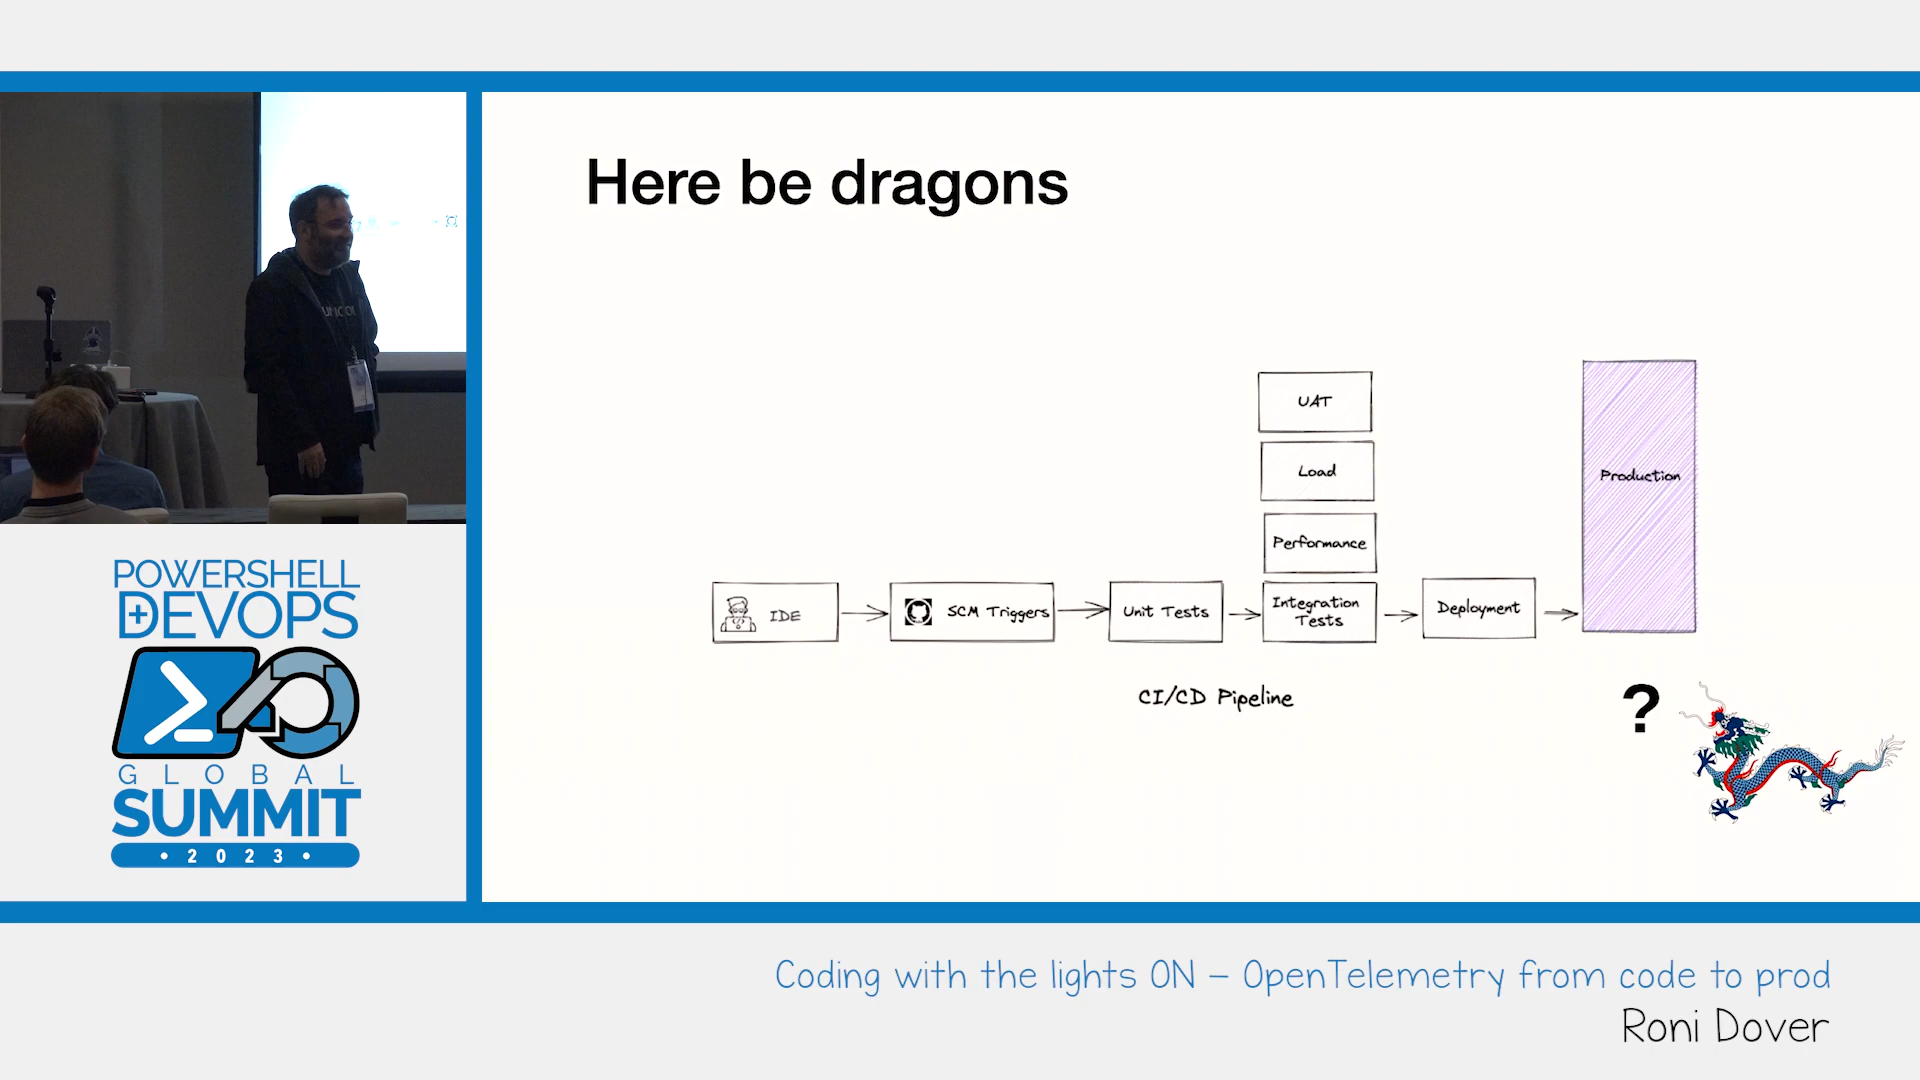 Here be dragons
UAT
Load
Performance
IDE
SCM Triggers
Unit Tests
Integration
Tests
Deployment
Production
CI/CD Pipeline
?
POWERSHELL
+DEVOPS
GLOBAL
SUMMIT
• 2023 •
Coding with the lights ON – OpenTelemetry from code to prod
Roni Dover